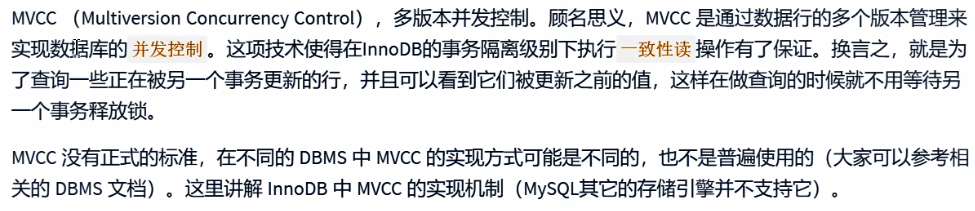 MVCC （Multiversion Concurrency Control），多版本并发控制。顾名思义，MVCC 是通过数据行的多个版本管理来
实现数据库的 并发控制 。这项技术使得在InnoDB的事务隔离级别下执行 一致性读 操作有了保证。换言之，就是为
了查询一些正在被另一个事务更新的行，并且可以看到它们被更新之前的值，这样在做查询的时候就不用等待另
一个事务释放锁。
MVCC 没有正式的标准，在不同的 DBMS 中 MVCC 的实现方式可能是不同的，也不是普遍使用的（大家可以参考相
关的 DBMS 文档）。这里讲解 InnoDB 中 MVCC 的实现机制（MySQL其它的存储引擎并不支持它）。